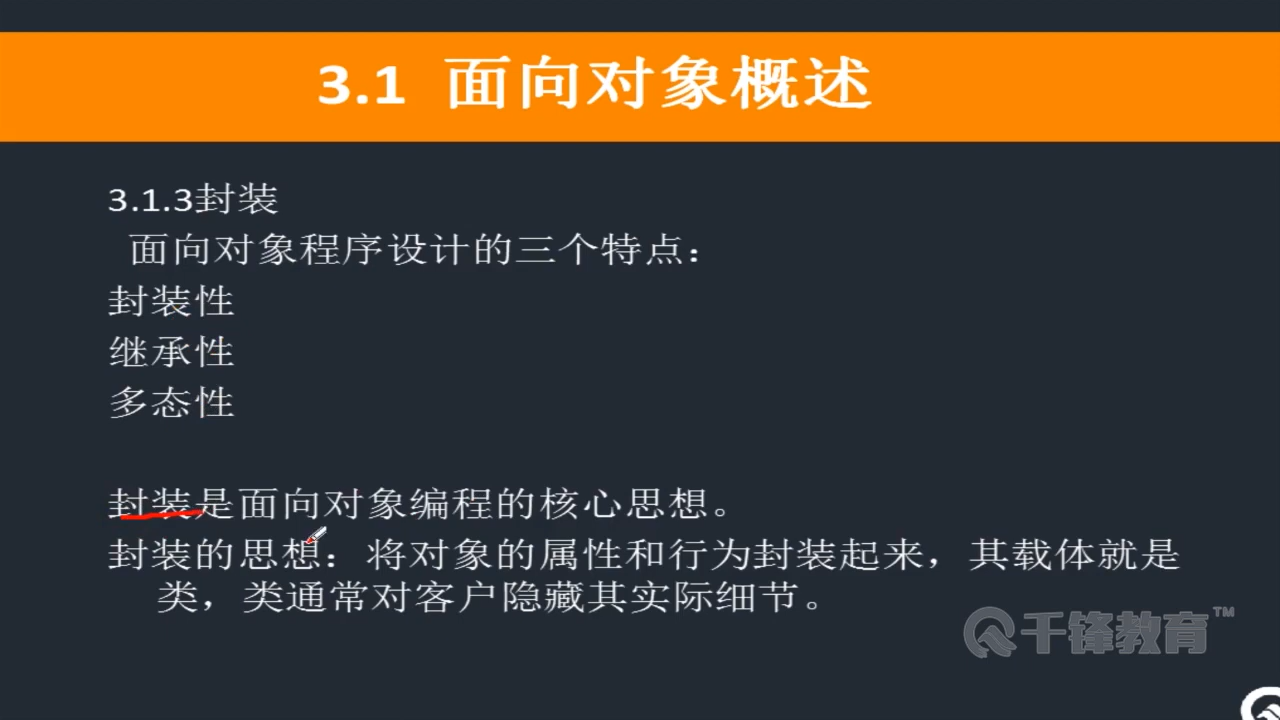 3.1 面向对象概述
3.1.3封装
面向对象程序设计的三个特点：
封装性
继承性
多态性
封装是面向对象编程的核心思想。
封装的思想：将对象的属性和行为封装起来，其载体就是
类，类通常对客户隐藏其实际细节。
千锋教育™